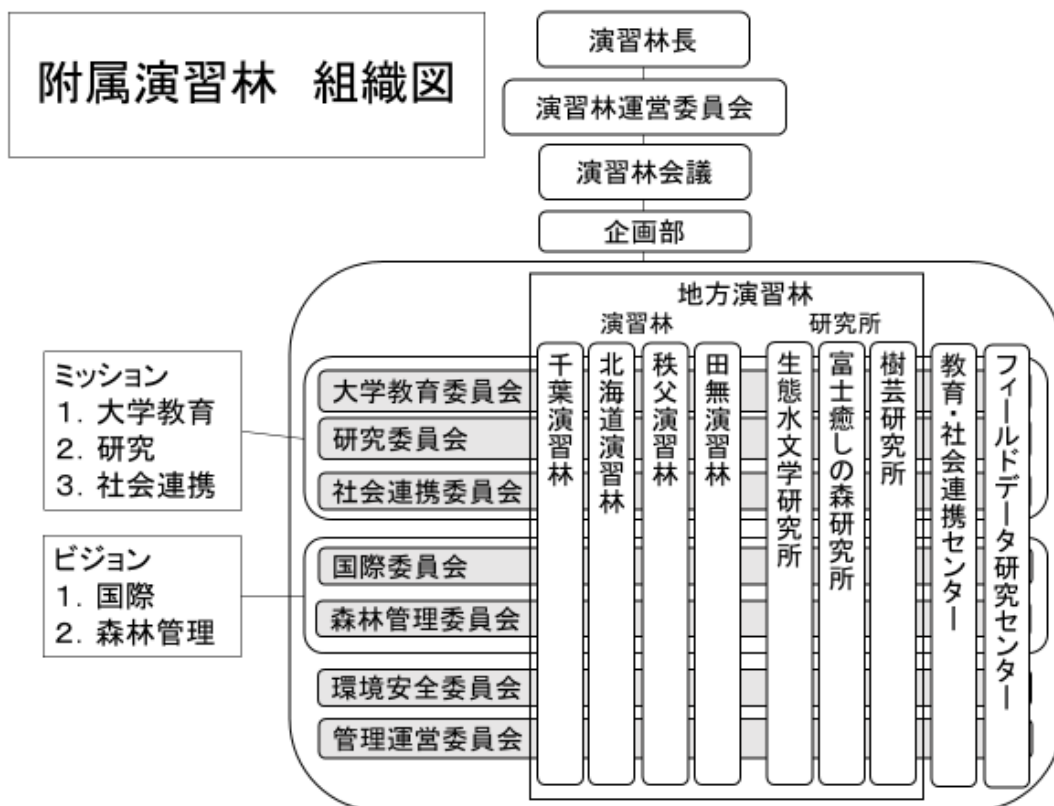 附属演習林　組織図
演習林長
演習林運営委員会
演習林会議
企画部
地方演習林
演習林
研究所
ミッション
1. 大学教育
2. 研究
3. 社会連携
ビジョン
1. 国際
2. 森林管理
大学教育委員会
研究委員会
社会連携委員会
国際委員会
森林管理委員会
環境安全委員会
管理運営委員会
千葉演習林
北海道演習林
秩父演習林
田無演習林
生態水文学研究所
富士癒しの森研究所
樹芸研究所
教育・社会連携センター
フィールドデータ研究センター